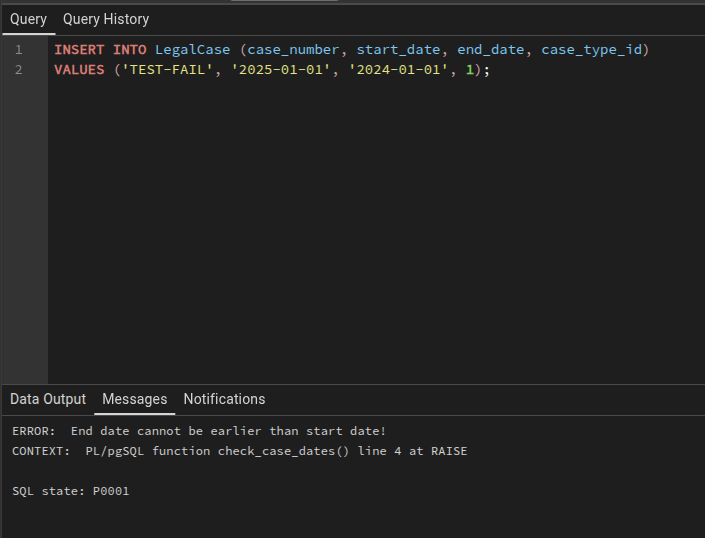 Query Query History
1 INSERT INTO LegalCase (case_number, start_date, end_date, case_type_id)
2 VALUES ('TEST-FAIL', '2025-01-01', '2024-01-01', 1);
Data Output Messages Notifications
ERROR:  End date cannot be earlier than start date!
CONTEXT:  PL/pgSQL function check_case_dates() line 4 at RAISE
SQL state: P0001